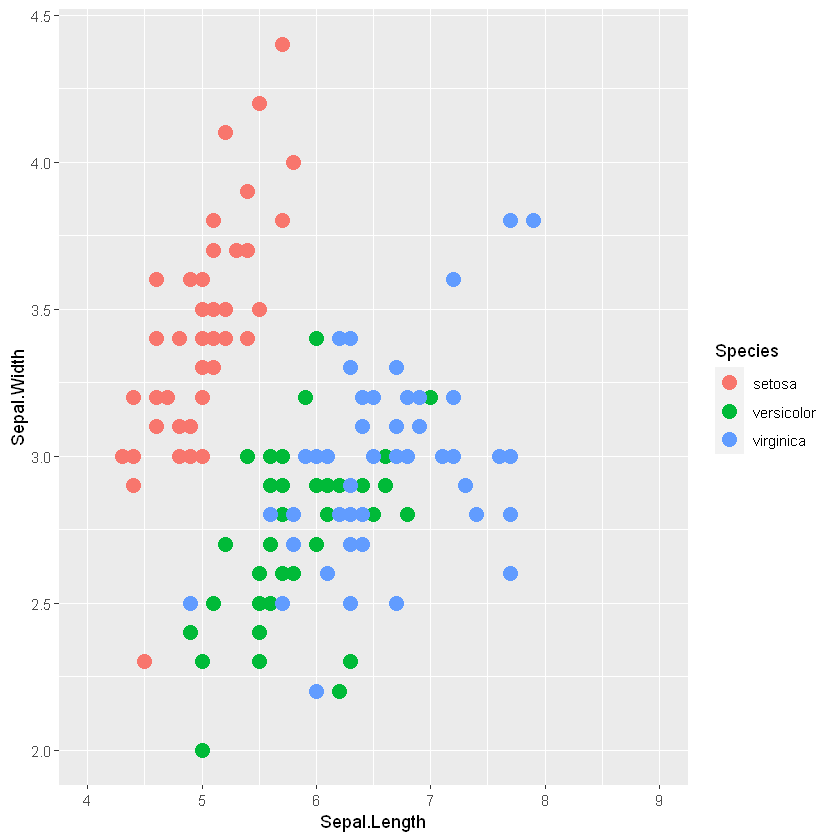 4.5
4.0
3.5
3.0
2.5
2.0
Sepal.Width
4 5 6 7 8 9
Sepal.Length
Species
setosa
versicolor
virginica